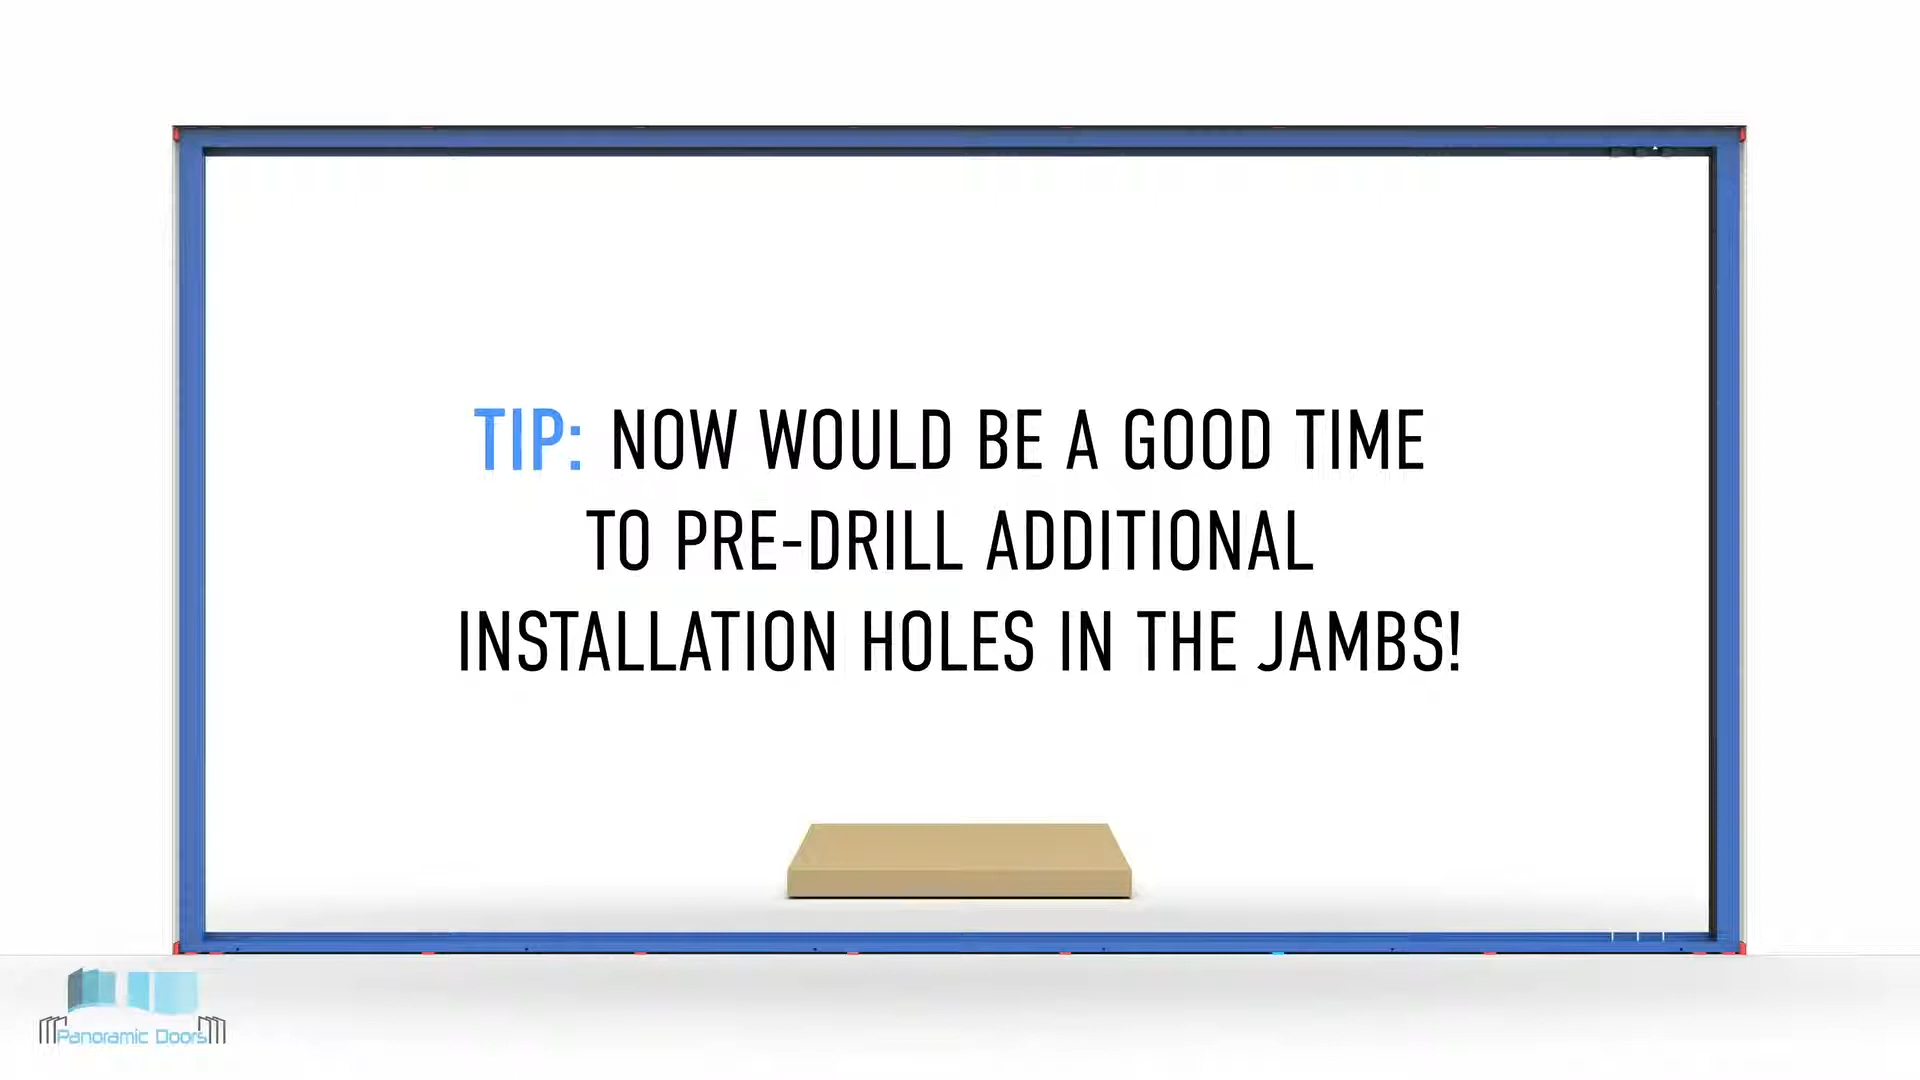 TIP: NOW WOULD BE A GOOD TIME
TO PRE-DRILL ADDITIONAL
INSTALLATION HOLES IN THE JAMBS!
Panoramic Doors